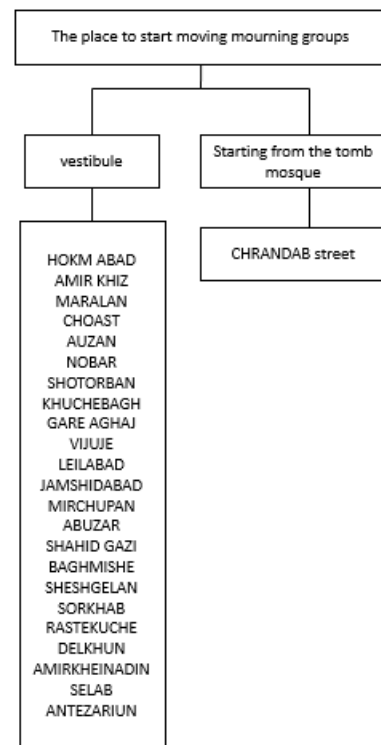 The place to start moving mourning groups
vestibule
Starting from the tomb
mosque
HOKM ABAD
AMIR KHIZ
MARALAN
CHOAST
AUZAN
NOBAR
SHOTORBAN
KHUCHEBAGH
GARE AGHAJ
VIJUJE
LEILABAD
JAMSHIDABAD
MIRCHUPAN
ABUZAR
SHAHID GAZI
BAGHMISHE
SHESHGELAN
SORKHAB
RASTEKUCHE
DELKHUN
AMIRKHEINADIN
SELAB
ANTEZARIUN
CHRANDAB street